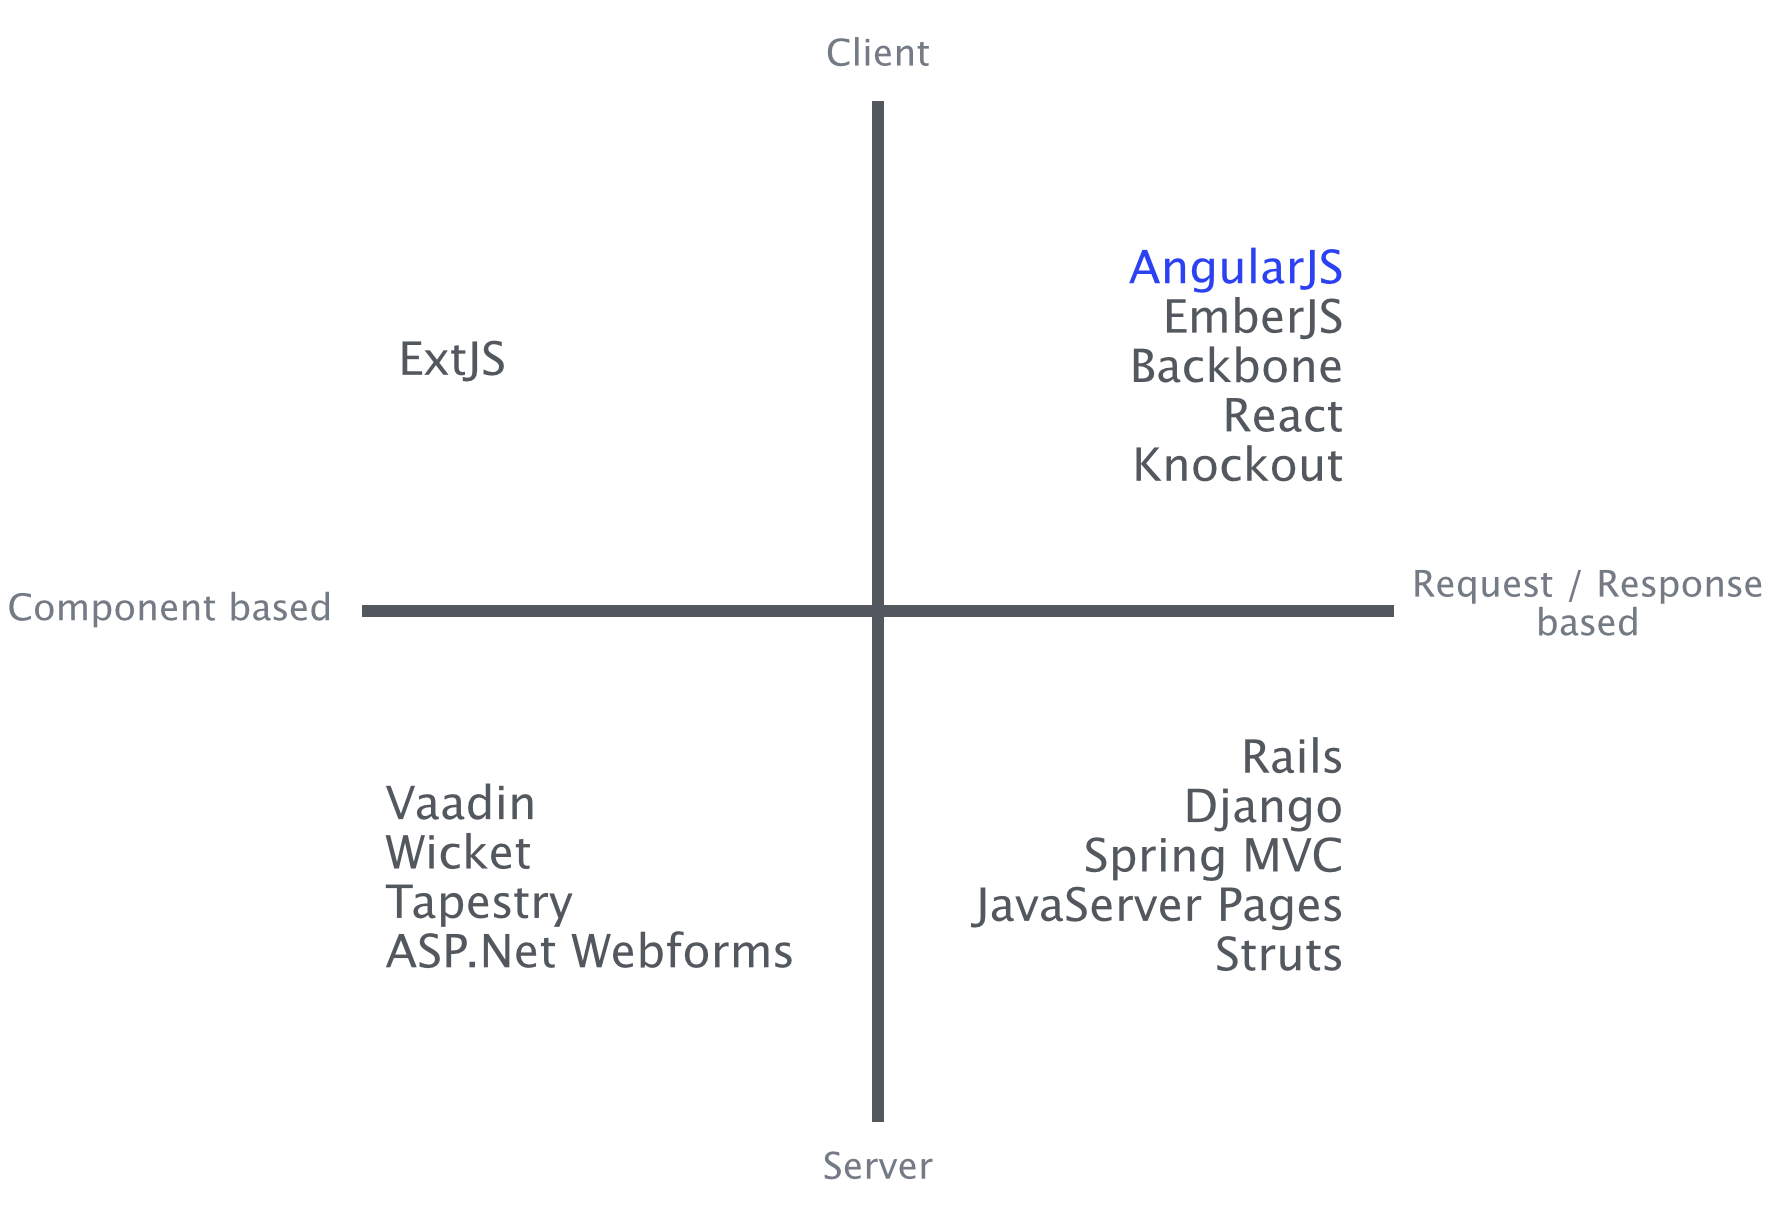 Client
AngularJS
EmberJS
Backbone
React
Knockout
ExtJS
Component based
Request / Response
based
Vaadin
Wicket
Tapestry
ASP.Net Webforms
Rails
Django
Spring MVC
JavaServer Pages
Struts
Server